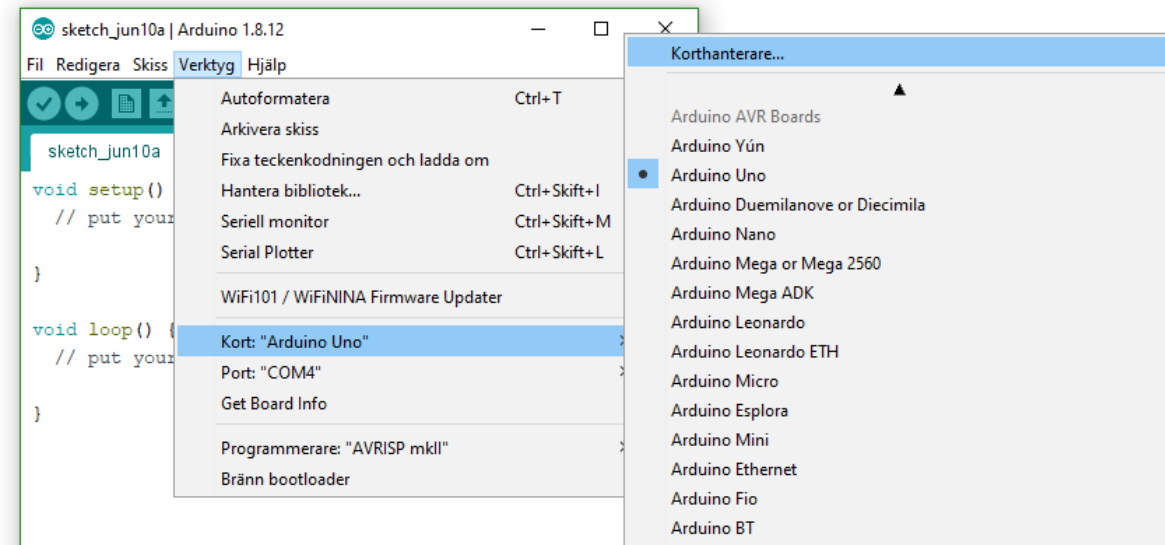 sketch_jun10a | Arduino 1.8.12
Fil Redigera Skiss Verktyg Hjälp
sketch_jun10a
void setup()
// put your
}
void loop() {
// put your
}
Autoformatera Ctrl+T
Arkivera skiss
Fixa teckenkodningen och ladda om
Hantera bibliotek... Ctrl+Skift+I
Seriell monitor Ctrl+Skift+M
Serial Plotter Ctrl+Skift+L
WiFi101 / WiFiNINA Firmware Updater
Kort: "Arduino Uno"
Port: "COM4"
Get Board Info
Programmerare: "AVRISP mkII"
Bränn bootloader
Korthanterare...
Arduino AVR Boards
Arduino Yún
Arduino Uno
Arduino Duemilanove or Diecimila
Arduino Nano
Arduino Mega or Mega 2560
Arduino Mega ADK
Arduino Leonardo
Arduino Leonardo ETH
Arduino Micro
Arduino Esplora
Arduino Mini
Arduino Ethernet
Arduino Fio
Arduino BT